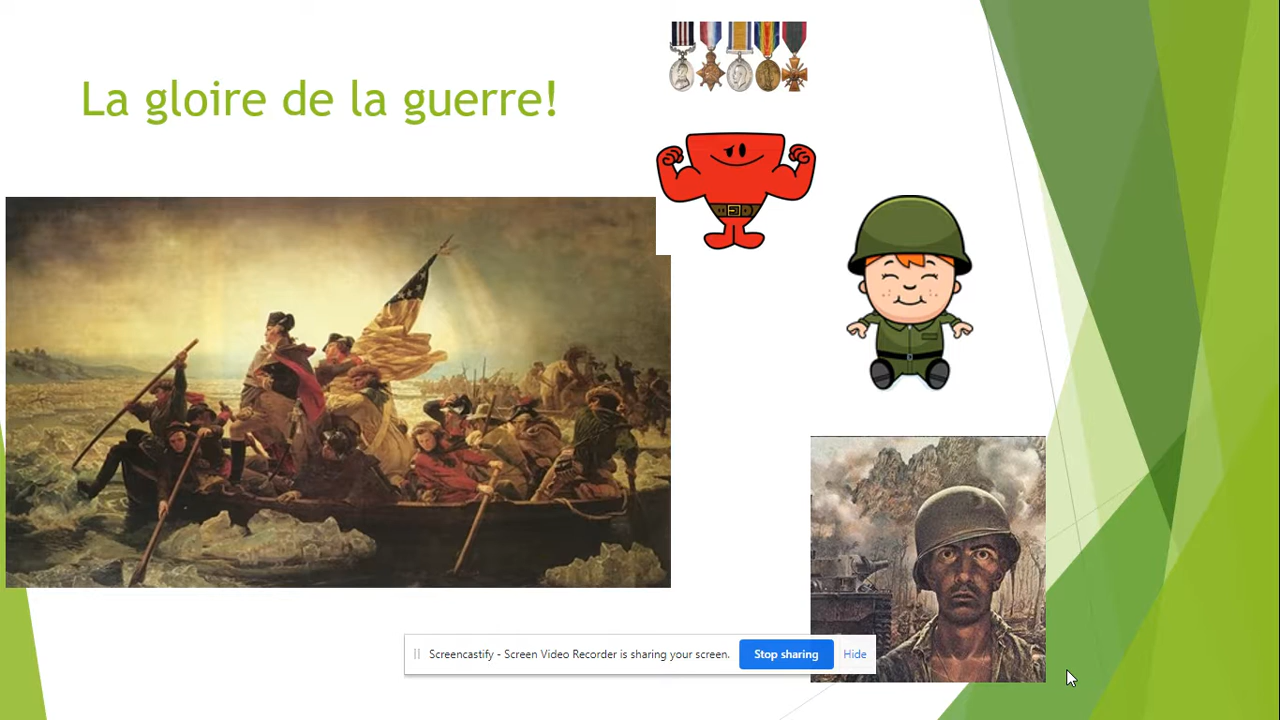 La gloire de la guerre!
Screencastify - Screen Video Recorder is sharing your screen.
Stop sharing
Hide